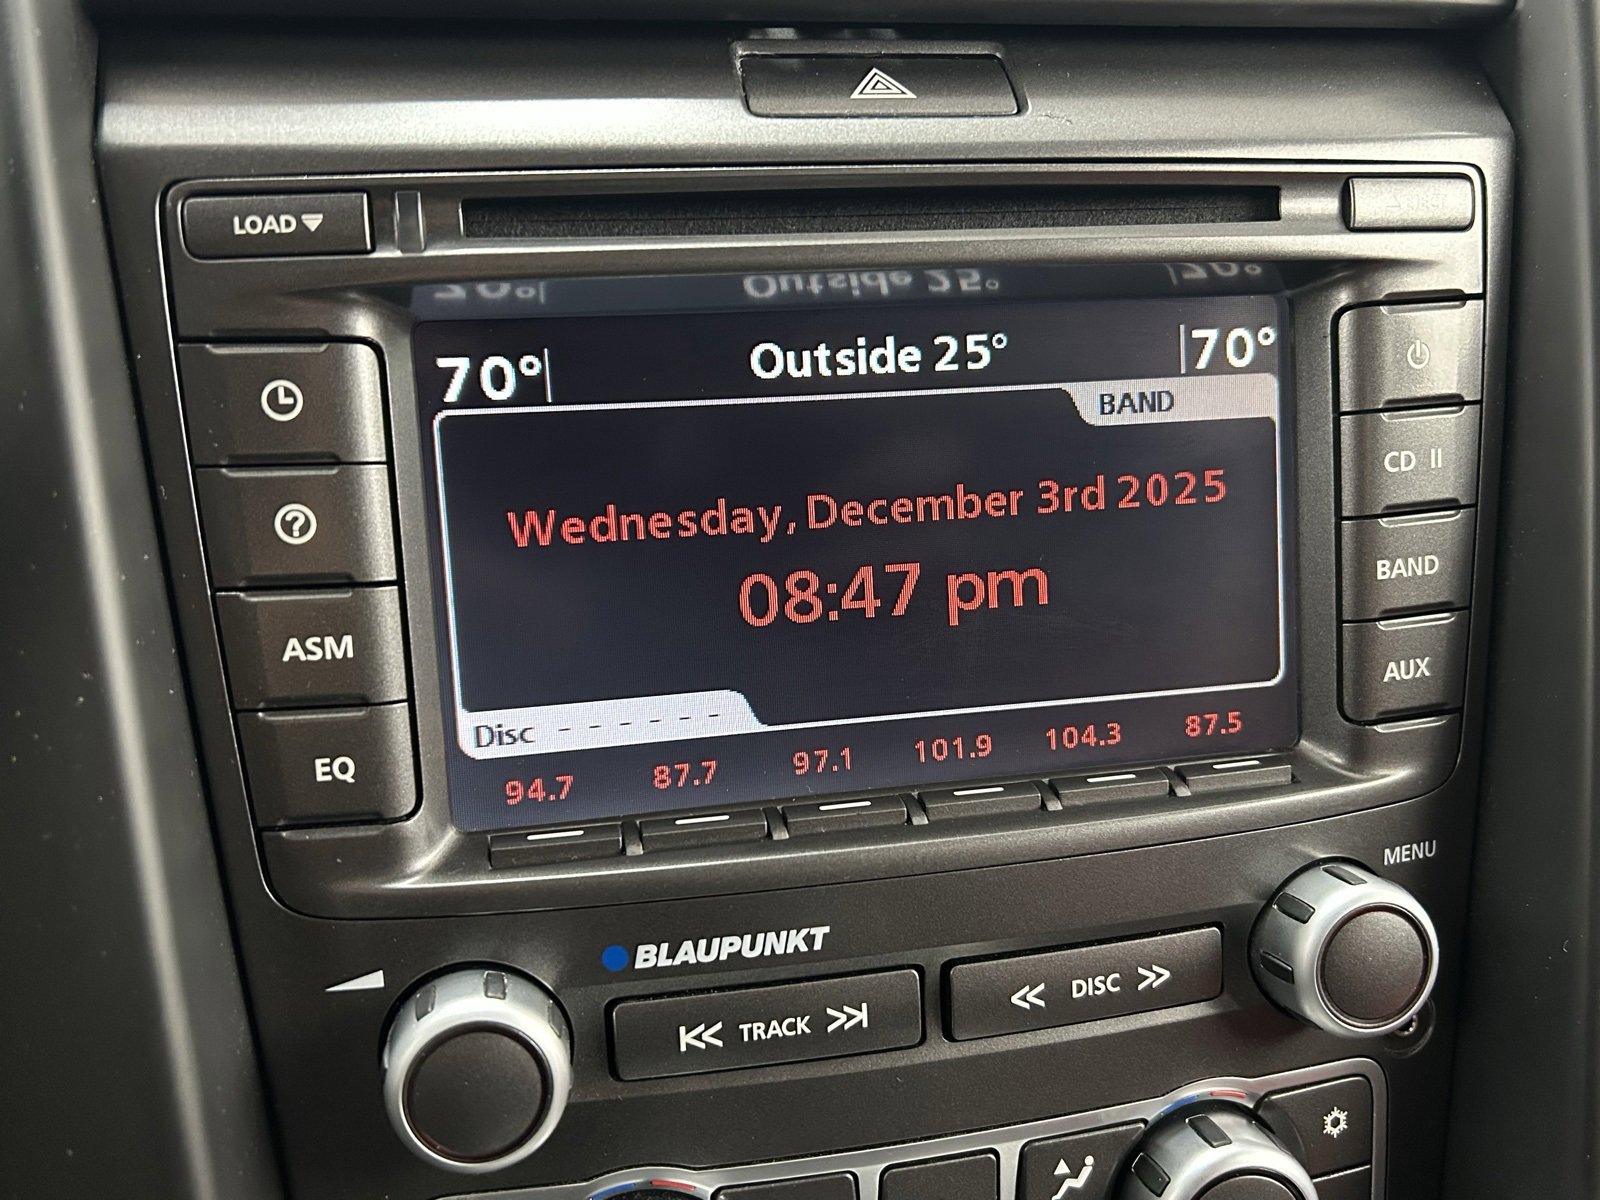 LOAD
70° Outside 25° 70°
BAND
Wednesday, December 3rd 2025
08:47 pm
Disc - - - - - -
94.7 87.7 97.1 101.9 104.3 87.5
ASM
EQ
CD II
BAND
AUX
MENU
BLAUPUNKT
TRACK
DISC